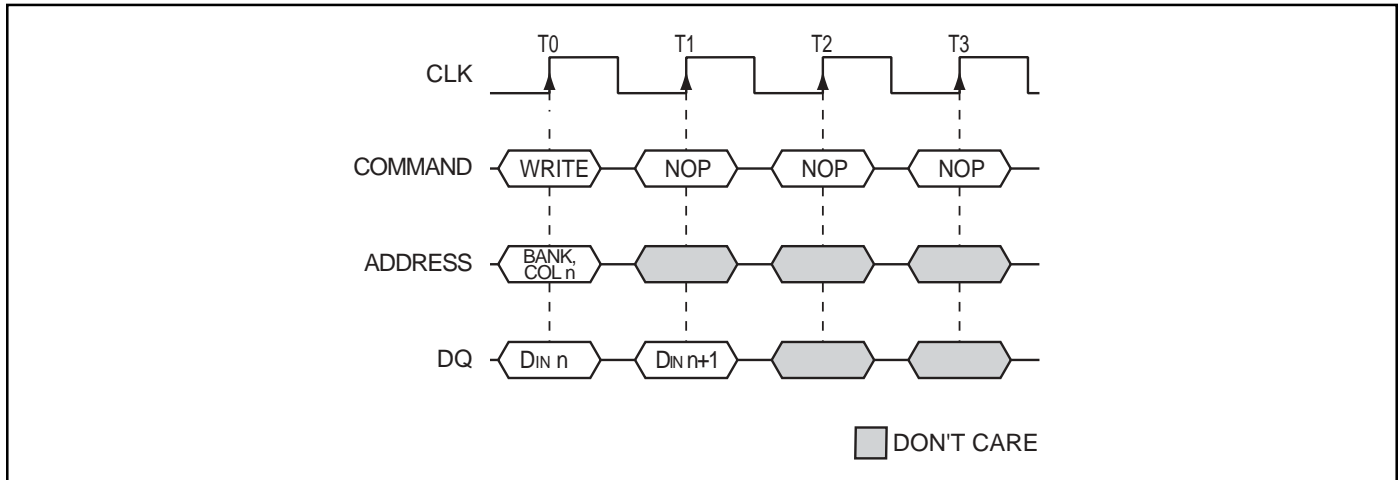 T0 T1 T2 T3
CLK
COMMAND WRITE NOP NOP NOP
ADDRESS BANK,
COL n
DQ DIN n DIN n+1
DON'T CARE